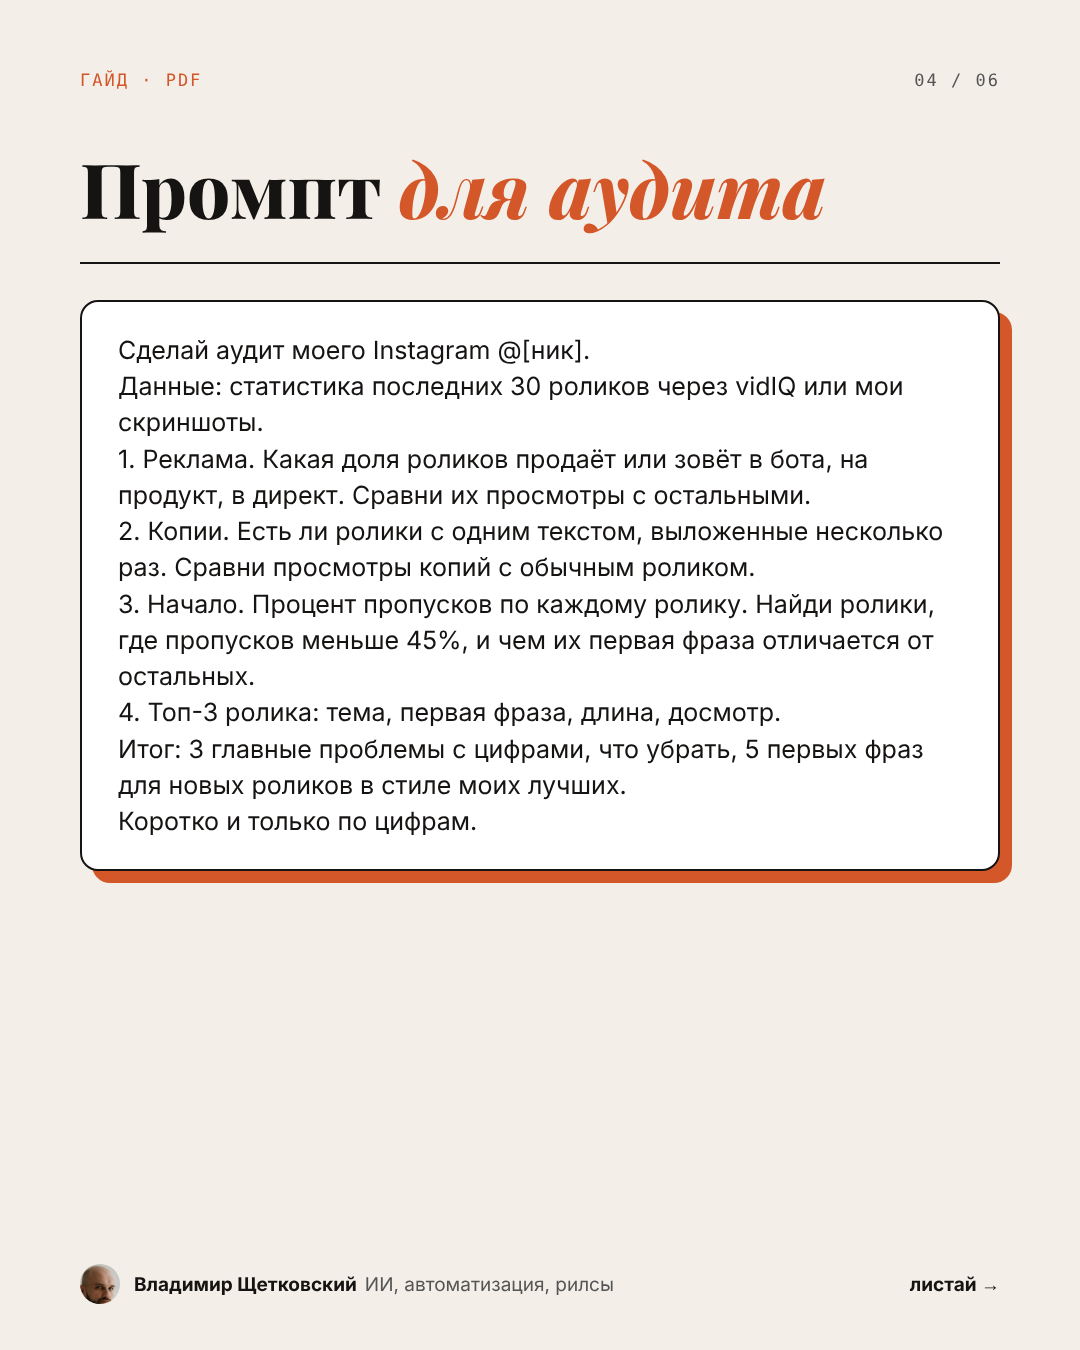 ГАЙД · PDF
04 / 06
Промпт для аудита
Сделай аудит моего Instagram @[ник].
Данные: статистика последних 30 роликов через vidIQ или мои
скриншоты.
1. Реклама. Какая доля роликов продаёт или зовёт в бота, на
продукт, в директ. Сравни их просмотры с остальными.
2. Копии. Есть ли ролики с одним текстом, выложенные несколько
раз. Сравни просмотры копий с обычным роликом.
3. Начало. Процент пропусков по каждому ролику. Найди ролики,
где пропусков меньше 45%, и чем их первая фраза отличается от
остальных.
4. Топ-3 ролика: тема, первая фраза, длина, досмотр.
Итог: 3 главные проблемы с цифрами, что убрать, 5 первых фраз
для новых роликов в стиле моих лучших.
Коротко и только по цифрам.
Владимир Щетковский ИИ, автоматизация, рилсы
листай →